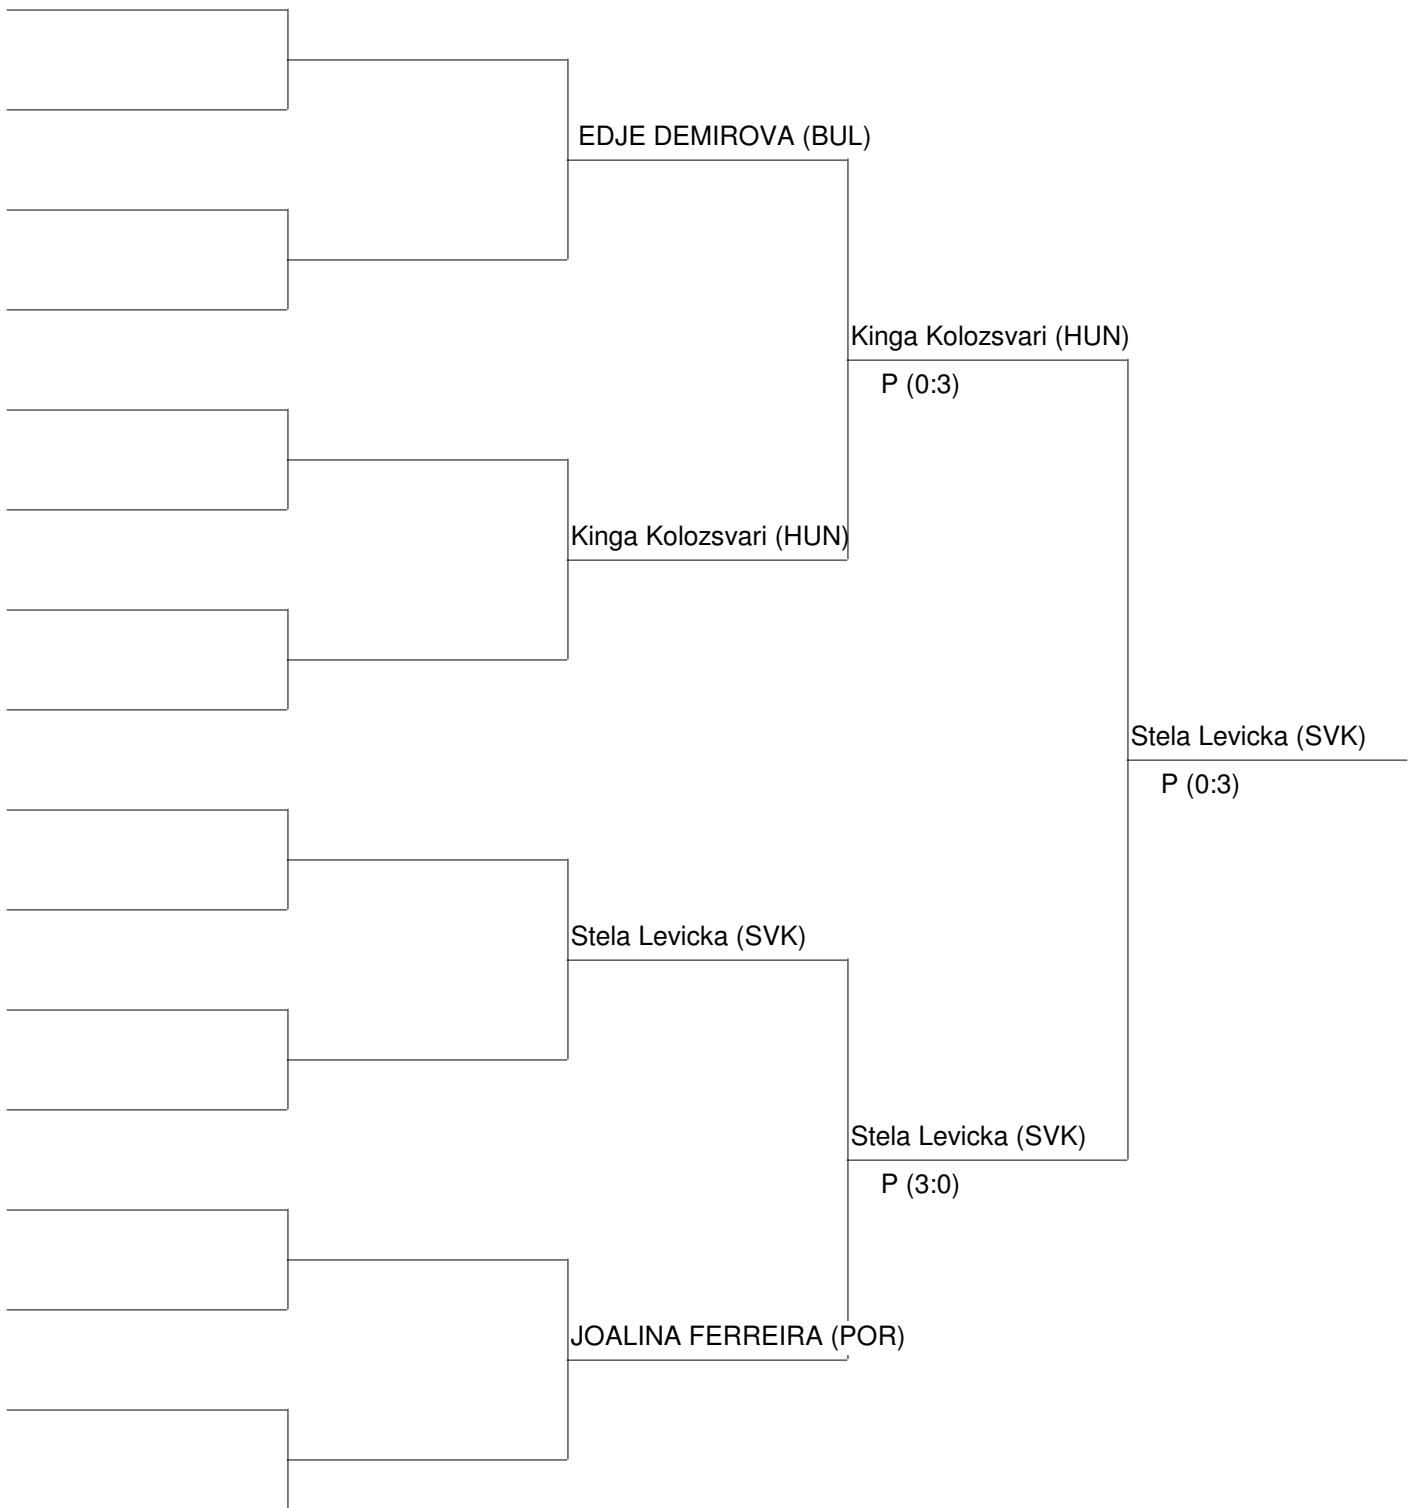 EDJE DEMIROVA (BUL)
Kinga Kolozsvari (HUN)
P (0:3)
Kinga Kolozsvari (HUN)
Stela Levicka (SVK)
P (0:3)
Stela Levicka (SVK)
Stela Levicka (SVK)
P (3:0)
JOALINA FERREIRA (POR)